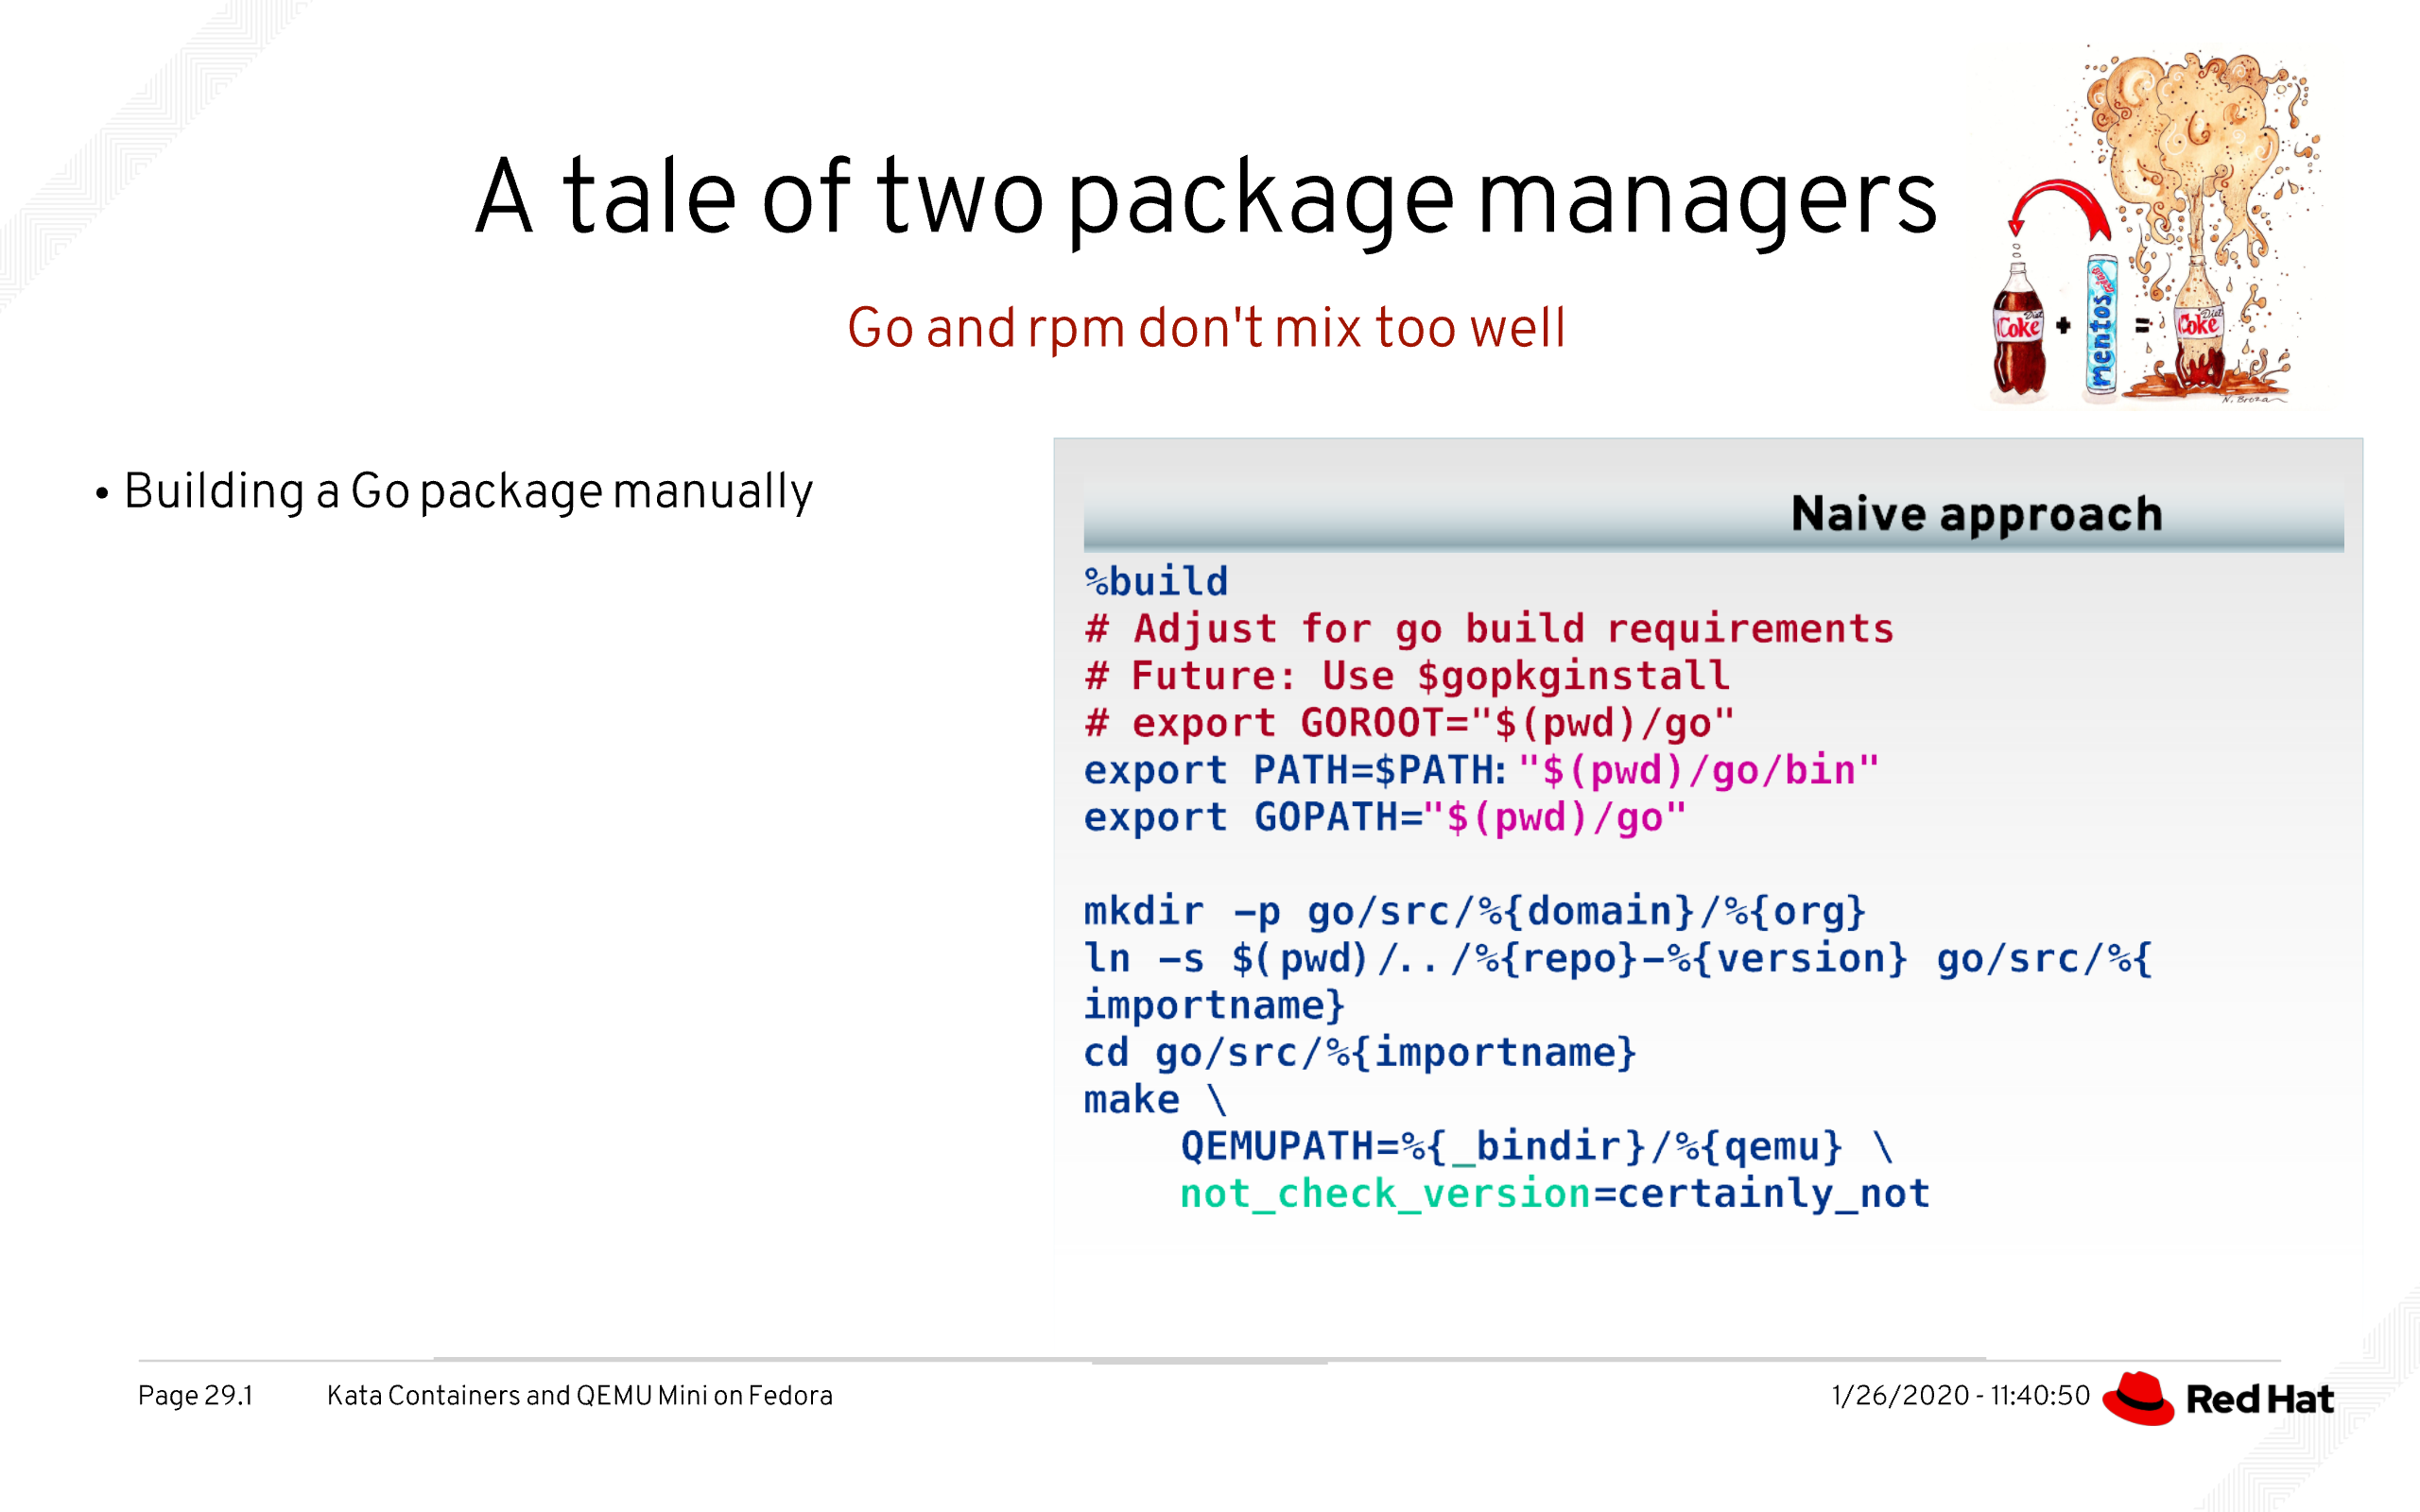 A tale of two package managers
Go and rpm don't mix too well
Diet
Coke
+
mentos
=
Diet
Coke
N. Broza
• Building a Go package manually
Naive approach
%build
# Adjust for go build requirements
# Future: Use $gopkginstall
# export GOROOT="$(pwd)/go"
export PATH=$PATH:"$(pwd)/go/bin"
export GOPATH="$(pwd)/go"
mkdir -p go/src/%{domain}/%{org}
ln -s $(pwd)/../%{repo}-%{version} go/src/%{
importname}
cd go/src/%{importname}
make \
    QEMUPATH=%{_bindir}/%{qemu} \
    not_check_version=certainly_not
Page 29.1
Kata Containers and QEMU Mini on Fedora
1/26/2020 - 11:40:50
Red Hat